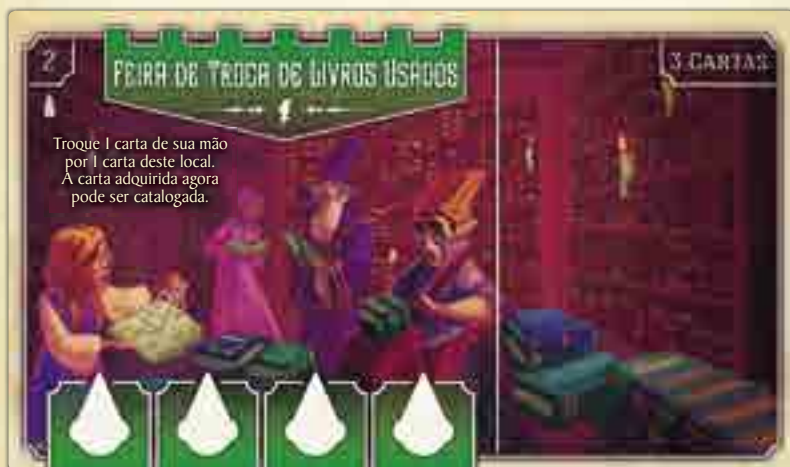 2
FEIRA DE TROCA DE LIVROS USADOS
3 CARTAS
Troque 1 carta de sua mão
por 1 carta deste local.
A carta adquirida agora
pode ser catalogada.